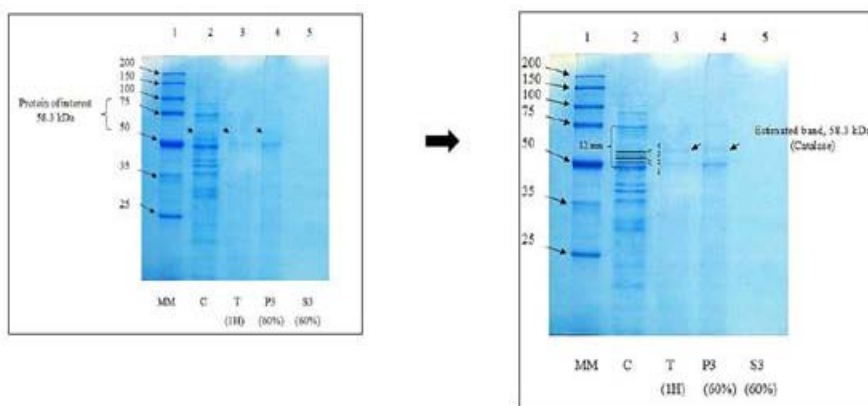 1 2 3 4 5
200
150
100
75
50
35
25
Protein of interest
58.3 kDa
MM C T P3 S3
(1H) (60%) (60%)
1 2 3 4 5
200
150
100
75
50
35
25
12 mm
Estimated band, 58.3 kDa
(Catalase)
MM C T P3 S3
(1H) (60%) (60%)